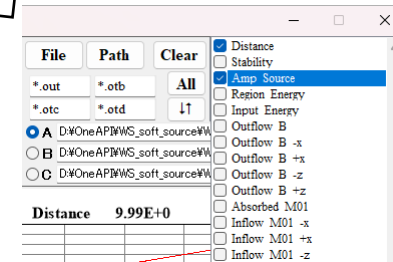 File Path Clear
*.out *.otb All
*.otc *.otd ↓↑
A D:¥OneAPI¥WS_soft_source¥W
B D:¥OneAPI¥WS_soft_source¥W
C D:¥OneAPI¥WS_soft_source¥W
Distance 9.99E+0
Distance
Stability
Amp Source
Region Energy
Input Energy
Outflow B
Outflow B -x
Outflow B +x
Outflow B -z
Outflow B +z
Absorbed M01
Inflow M01 -x
Inflow M01 +x
Inflow M01 -z